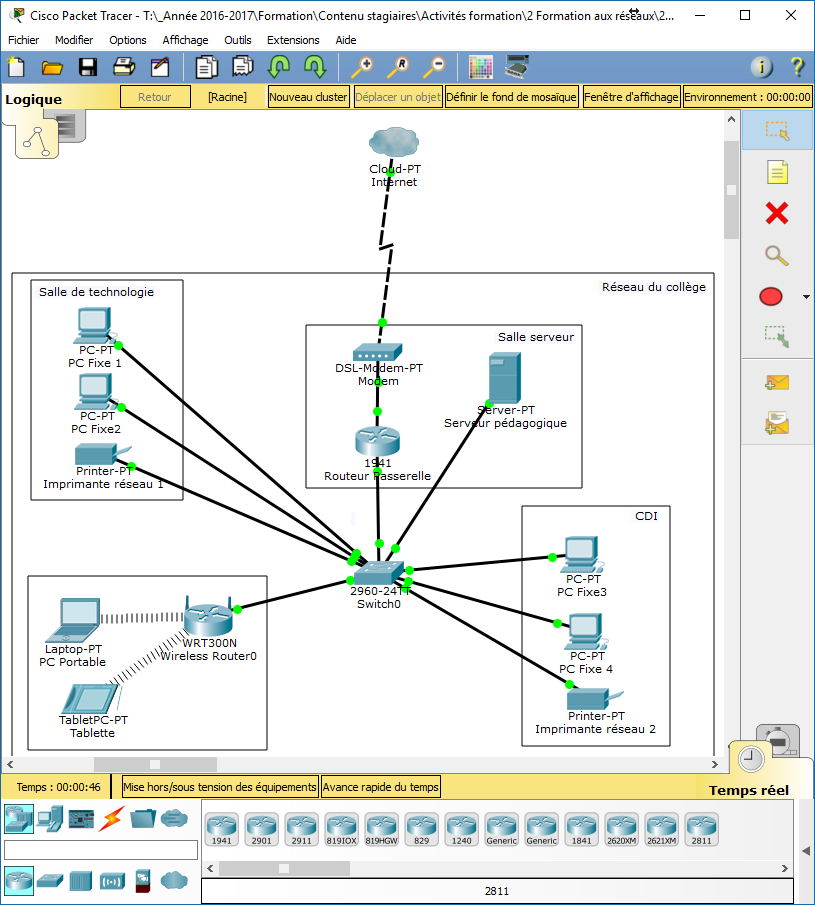 Cisco Packet Tracer - T:\_Année 2016-2017\Formation\Contenu stagiaires\Activités formation\2 Formation aux réseaux\2...
Fichier Modifier Options Affichage Outils Extensions Aide
Logique
Retour
[Racine]
Nouveau cluster
Déplacer un objet
Définir le fond de mosaïque
Fenêtre d'affichage
Environnement : 00:00:00
Cloud-PT
Internet
Réseau du collège
Salle de technologie
PC-PT
PC Fixe 1
PC-PT
PC Fixe2
Printer-PT
Imprimante réseau 1
Salle serveur
DSL-Modem-PT
Modem
Server-PT
Serveur pédagogique
1941
Routeur Passerelle
2960-24TT
Switch0
CDI
PC-PT
PC Fixe3
PC-PT
PC Fixe 4
Printer-PT
Imprimante réseau 2
Laptop-PT
PC Portable
WRT300N
Wireless Router0
TabletPC-PT
Tablette
Temps : 00:00:46
Mise hors/sous tension des équipements
Avance rapide du temps
Temps réel
1941 2901 2911 819IOX 819HGW 829 1240 Generic Generic 1841 2620XM 2621XM 2811
2811